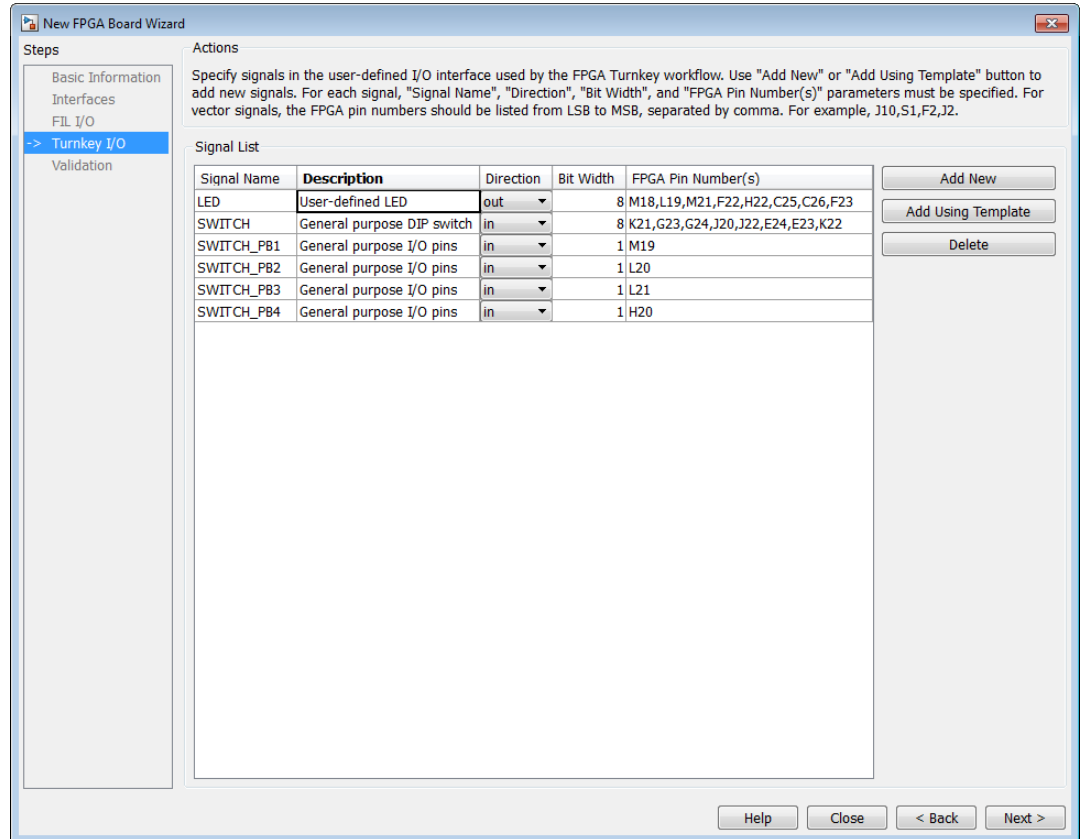 New FPGA Board Wizard
Steps
Basic Information
Interfaces
FIL I/O
-> Turnkey I/O
Validation
Actions
Specify signals in the user-defined I/O interface used by the FPGA Turnkey workflow. Use "Add New" or "Add Using Template" button to
add new signals. For each signal, "Signal Name", "Direction", "Bit Width", and "FPGA Pin Number(s)" parameters must be specified. For
vector signals, the FPGA pin numbers should be listed from LSB to MSB, separated by comma. For example, J10,S1,F2,J2.
Signal List
Signal Name Description Direction Bit Width FPGA Pin Number(s)
LED User-defined LED out 8 M18,L19,M21,F22,H22,C25,C26,F23
SWITCH General purpose DIP switch in 8 K21,G23,G24,J20,J22,E24,E23,K22
SWITCH_PB1 General purpose I/O pins in 1 M19
SWITCH_PB2 General purpose I/O pins in 1 L20
SWITCH_PB3 General purpose I/O pins in 1 L21
SWITCH_PB4 General purpose I/O pins in 1 H20
Add New
Add Using Template
Delete
Help Close < Back Next >